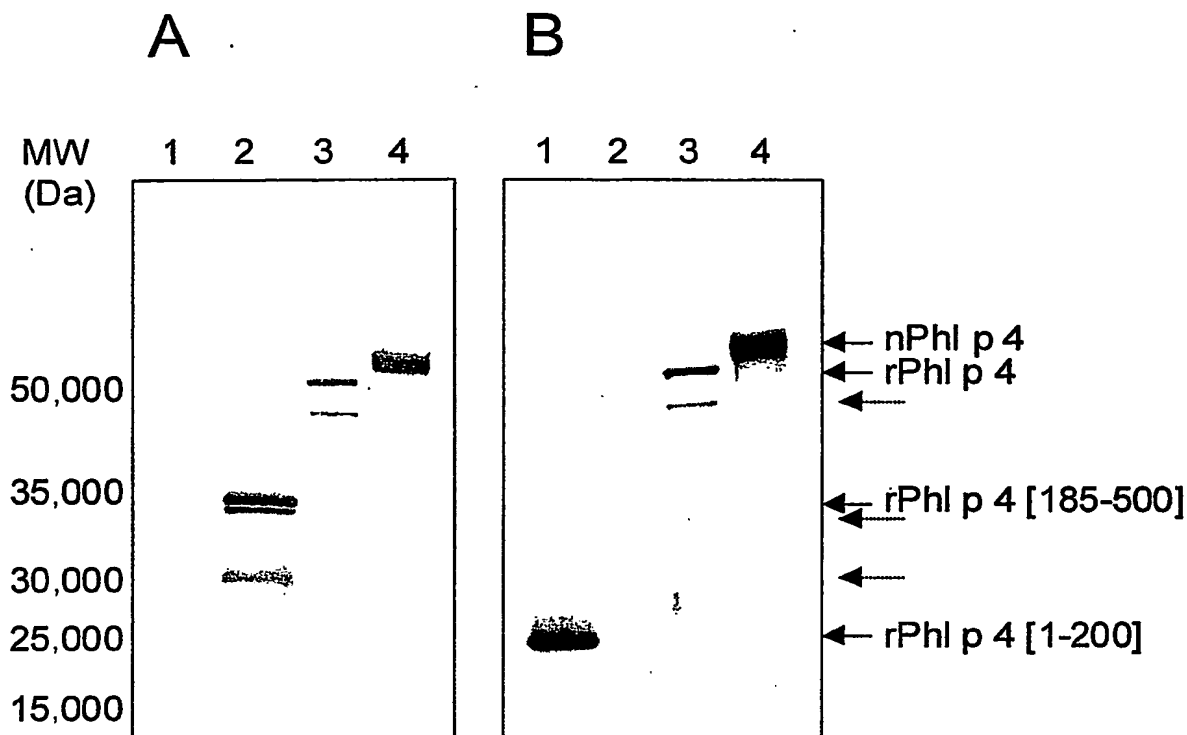 A B
MW 1 2 3 4 1 2 3 4
(Da)
nPhl p 4
rPhl p 4
50,000
35,000 rPhl p 4 [185-500]
30,000
25,000 rPhl p 4 [1-200]
15,000